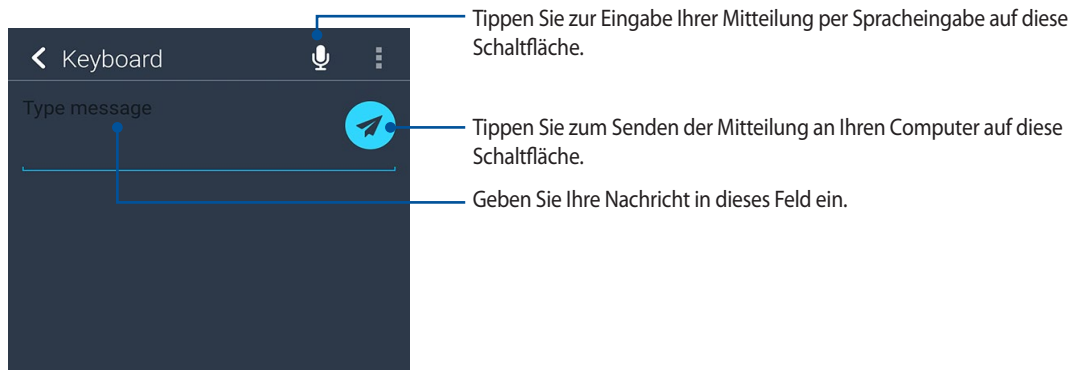 Tippen Sie zur Eingabe Ihrer Mitteilung per Spracheingabe auf diese
Schaltfläche.
Keyboard
Type message
Tippen Sie zum Senden der Mitteilung an Ihren Computer auf diese
Schaltfläche.
Geben Sie Ihre Nachricht in dieses Feld ein.